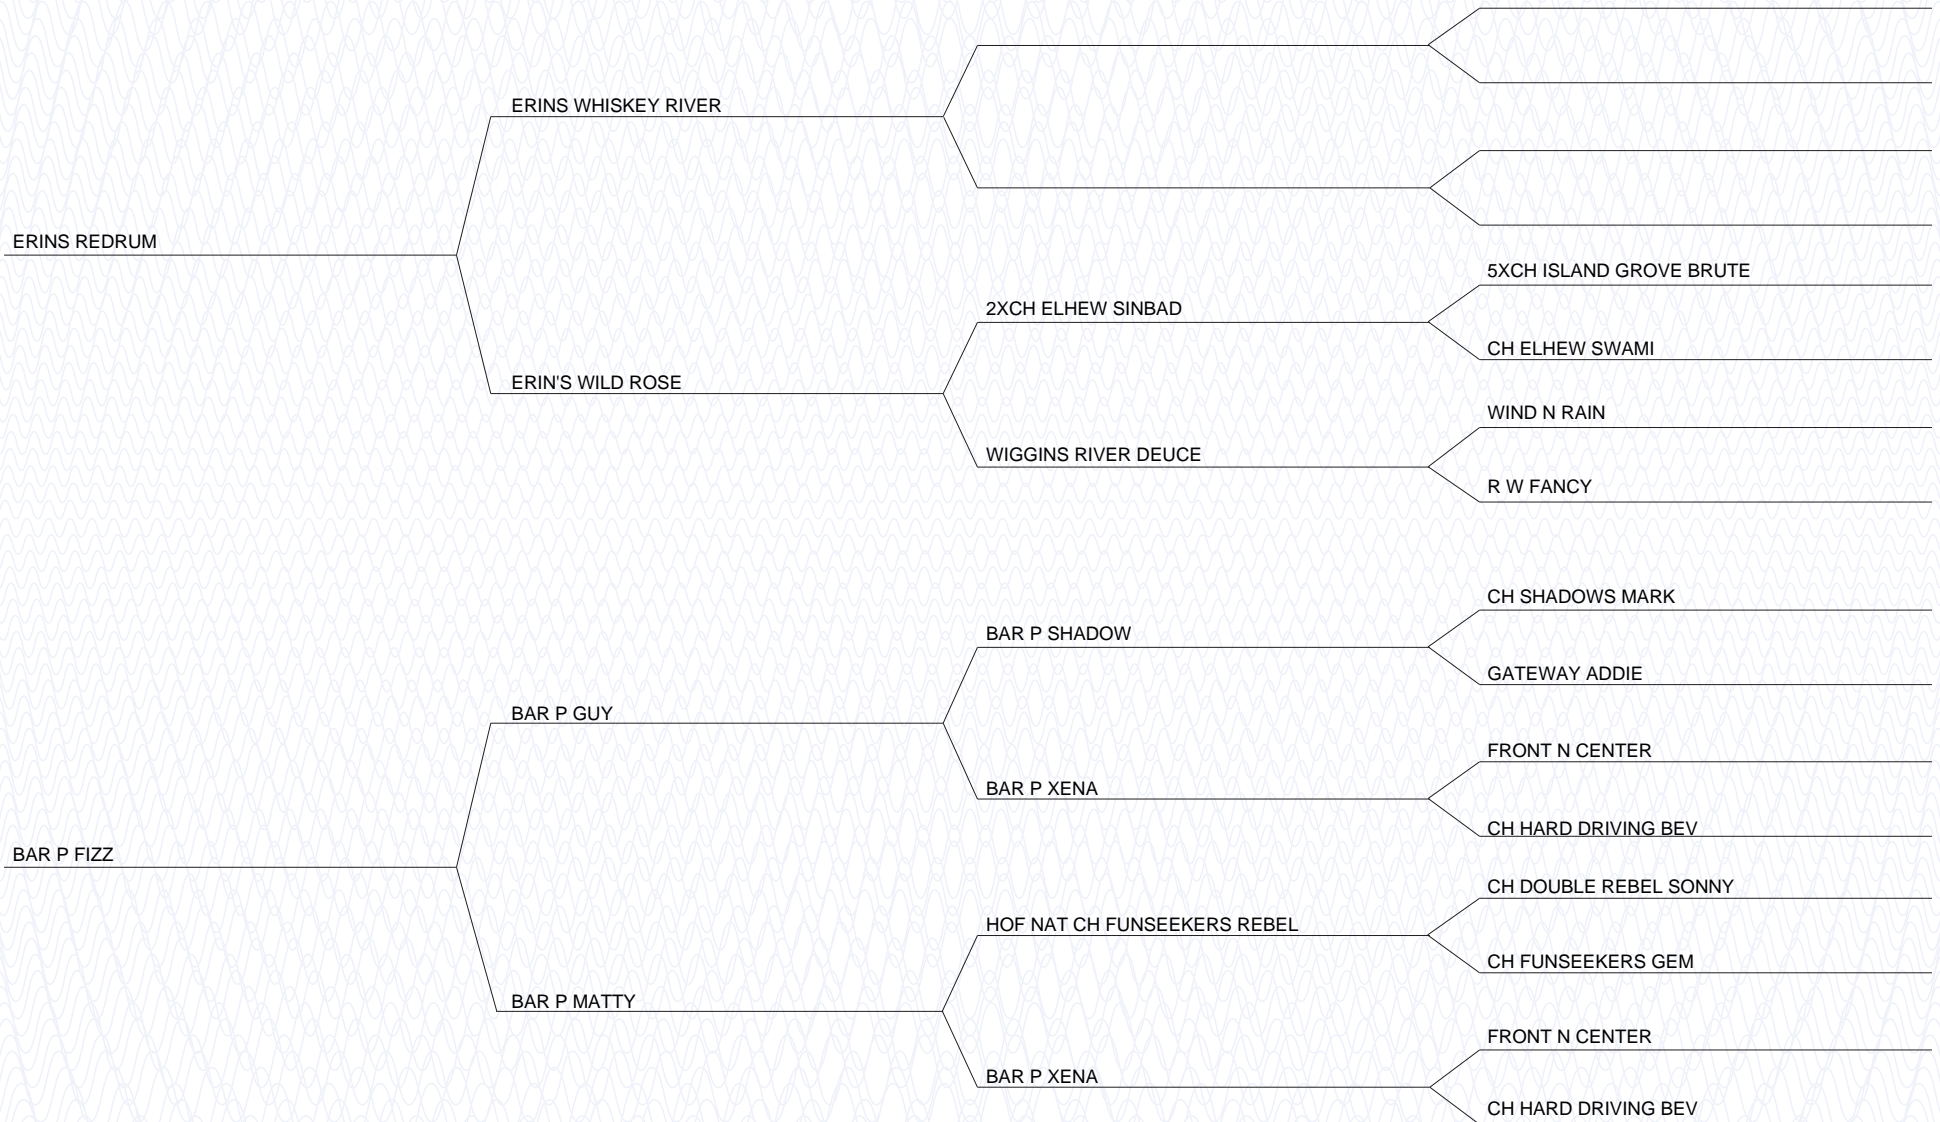 ERINS WHISKEY RIVER
ERINS REDRUM
5XCH ISLAND GROVE BRUTE
2XCH ELHEW SINBAD
CH ELHEW SWAMI
ERIN'S WILD ROSE
WIND N RAIN
WIGGINS RIVER DEUCE
R W FANCY
CH SHADOWS MARK
BAR P SHADOW
GATEWAY ADDIE
BAR P GUY
FRONT N CENTER
BAR P XENA
CH HARD DRIVING BEV
BAR P FIZZ
CH DOUBLE REBEL SONNY
HOF NAT CH FUNSEEKERS REBEL
CH FUNSEEKERS GEM
BAR P MATTY
FRONT N CENTER
BAR P XENA
CH HARD DRIVING BEV